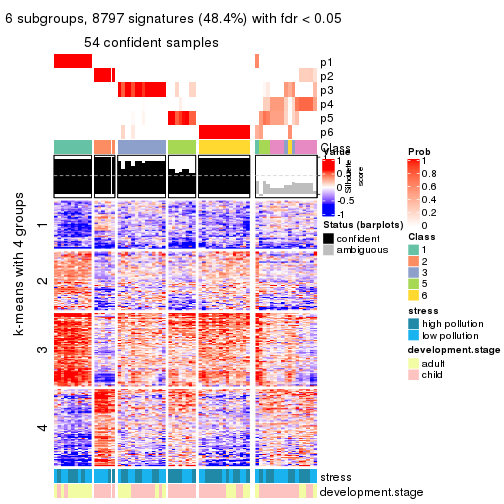 6 subgroups, 8797 signatures (48.4%) with fdr < 0.05
54 confident samples
p1
p2
p3
p4
p5
p6
Class
k-means with 4 groups
1
2
3
4
Silhouette
score
stress
development.stage
Value
1
0.5
0
-0.5
-1
Status (barplots)
confident
ambiguous
Prob
1
0.8
0.6
0.4
0.2
0
Class
1
2
3
5
6
stress
high pollution
low pollution
development.stage
adult
child